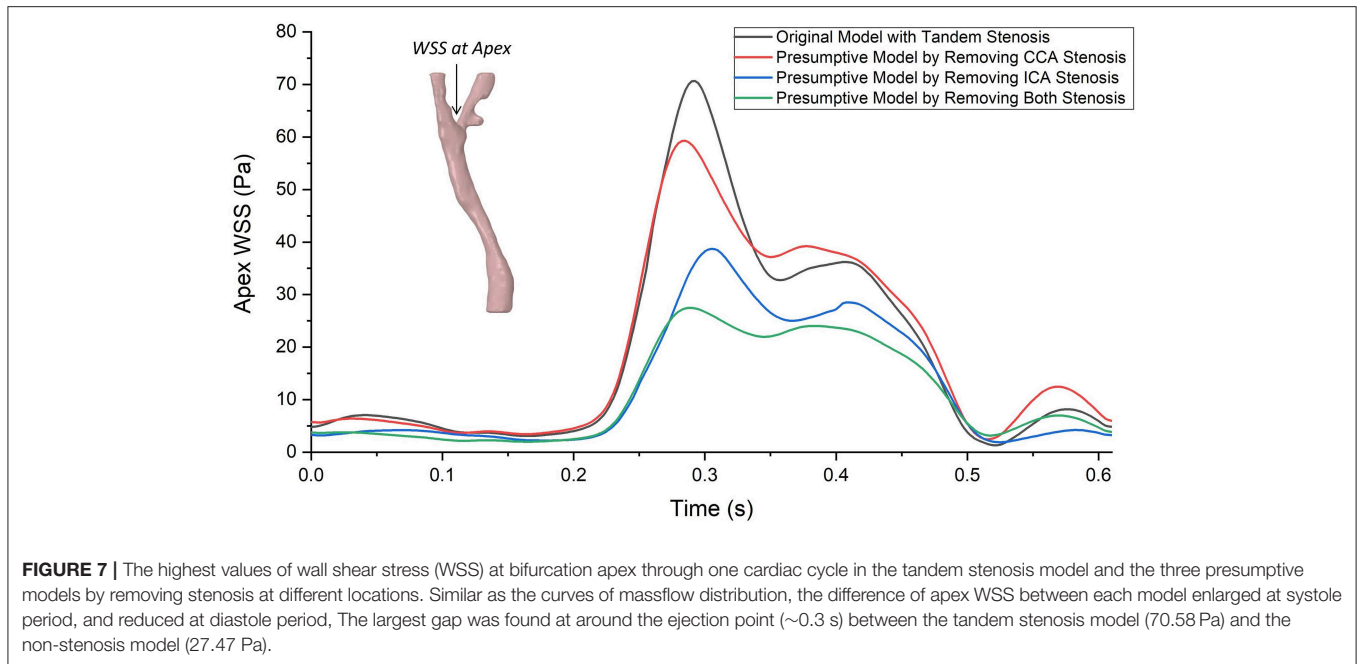 WSS at Apex
Original Model with Tandem Stenosis
Presumptive Model by Removing CCA Stenosis
Presumptive Model by Removing ICA Stenosis
Presumptive Model by Removing Both Stenosis
Apex WSS (Pa)
80
70
60
50
40
30
20
10
0
0.0 0.1 0.2 0.3 0.4 0.5 0.6
Time (s)
FIGURE 7 | The highest values of wall shear stress (WSS) at bifurcation apex through one cardiac cycle in the tandem stenosis model and the three presumptive
models by removing stenosis at different locations. Similar as the curves of massflow distribution, the difference of apex WSS between each model enlarged at systole
period, and reduced at diastole period, The largest gap was found at around the ejection point (~0.3 s) between the tandem stenosis model (70.58 Pa) and the
non-stenosis model (27.47 Pa).